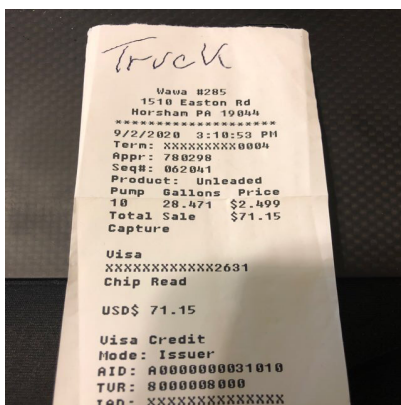 Truck
Wawa #285
1510 Easton Rd
Horsham PA 19044
********************
9/2/2020 3:10:53 PM
Term: XXXXXXXXX0004
Appr: 780298
Seq#: 062041
Product: Unleaded
Pump Gallons Price
10 28.471 $2.499
Total Sale $71.15
Capture
Visa
XXXXXXXXXXXX2631
Chip Read
USD$ 71.15
Visa Credit
Mode: Issuer
AID: A0000000031010
TVR: 8000008000
IAD: XXXXXXXXXXXXXX